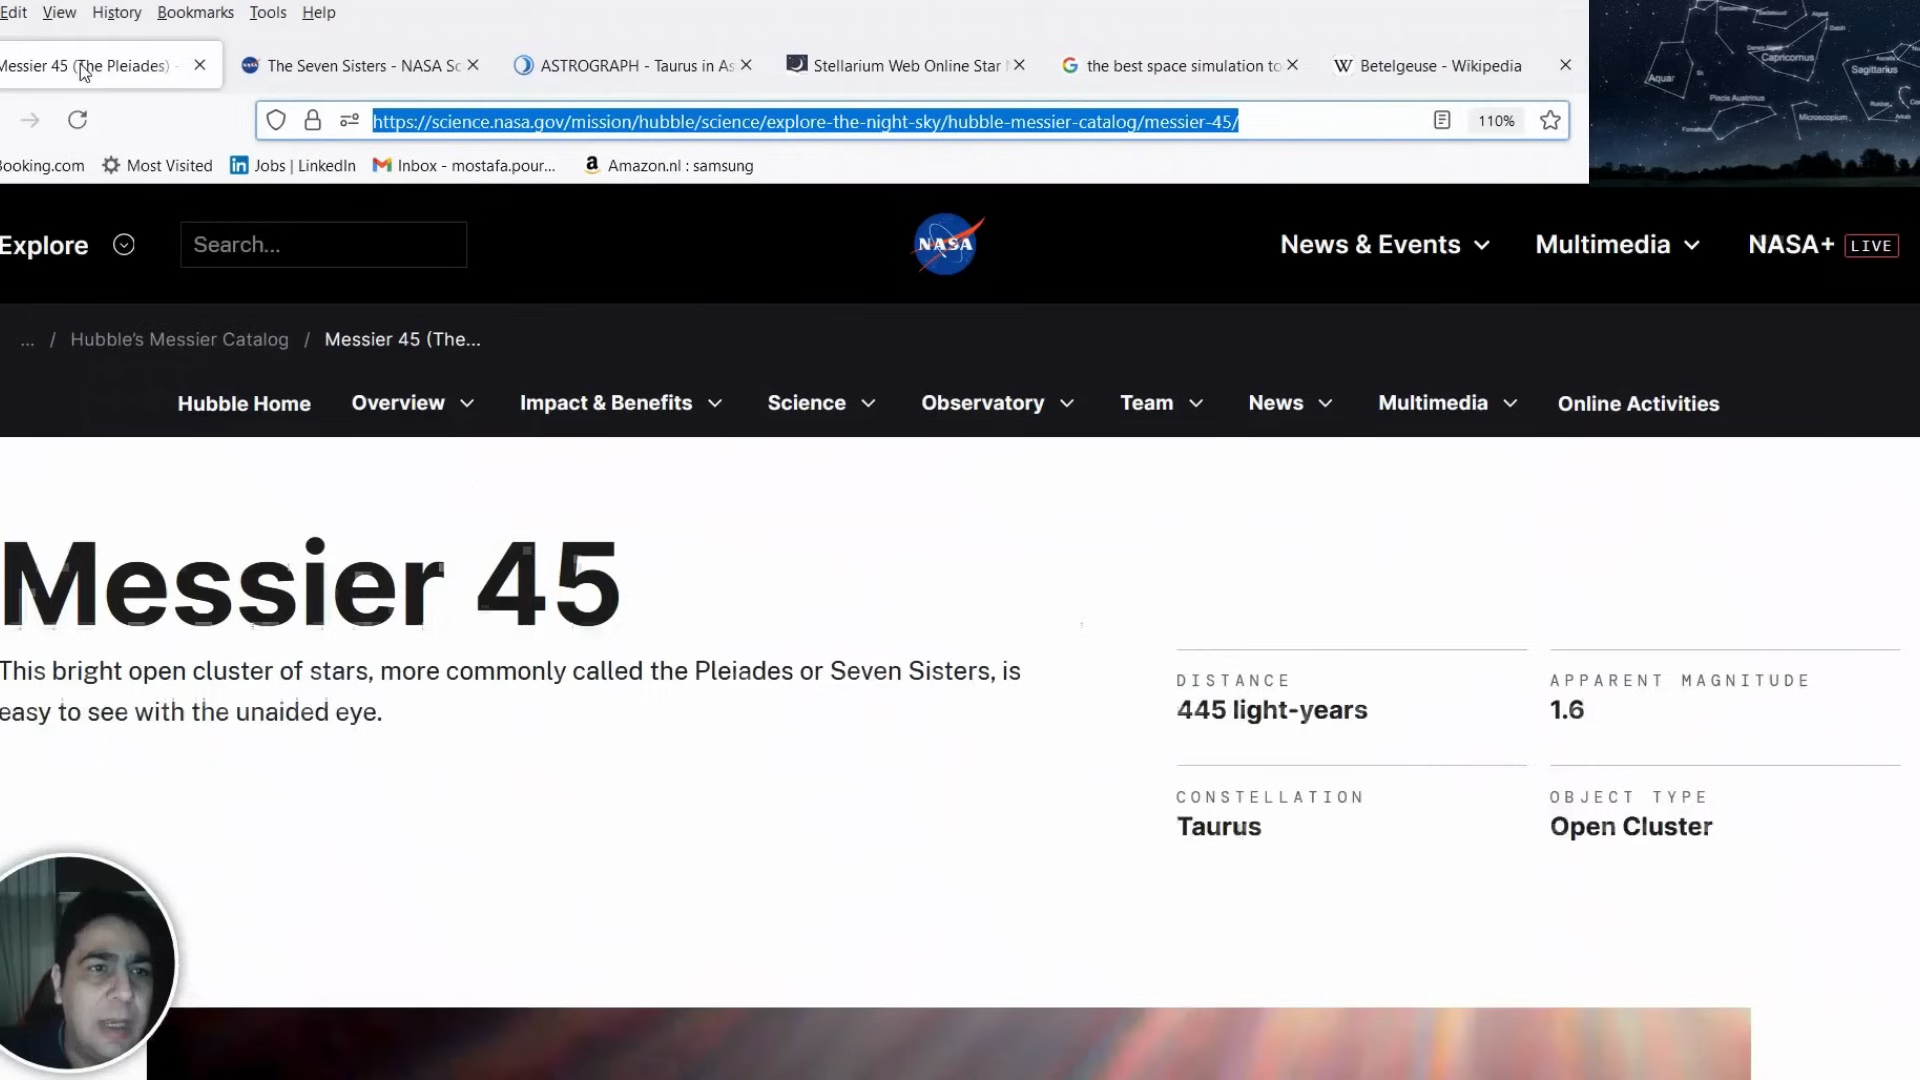 Edit View History Bookmarks Tools Help
Messier 45 (The Pleiades) - The Seven Sisters - NASA Sc ASTROGRAPH - Taurus in As Stellarium Web Online Star the best space simulation to Betelgeuse - Wikipedia
https://science.nasa.gov/mission/hubble/science/explore-the-night-sky/hubble-messier-catalog/messier-45/ 110%
Booking.com Most Visited Jobs | LinkedIn Inbox - mostafa.pour... Amazon.nl : samsung
Aquar
Capricornus
Sagittarius
Piscis Austrinus
Microscopium
Explore Search... NASA News & Events Multimedia NASA+ LIVE
... / Hubble's Messier Catalog / Messier 45 (The...
Hubble Home Overview Impact & Benefits Science Observatory Team News Multimedia Online Activities
Messier 45
This bright open cluster of stars, more commonly called the Pleiades or Seven Sisters, is
easy to see with the unaided eye.
DISTANCE
445 light-years
APPARENT MAGNITUDE
1.6
CONSTELLATION
Taurus
OBJECT TYPE
Open Cluster